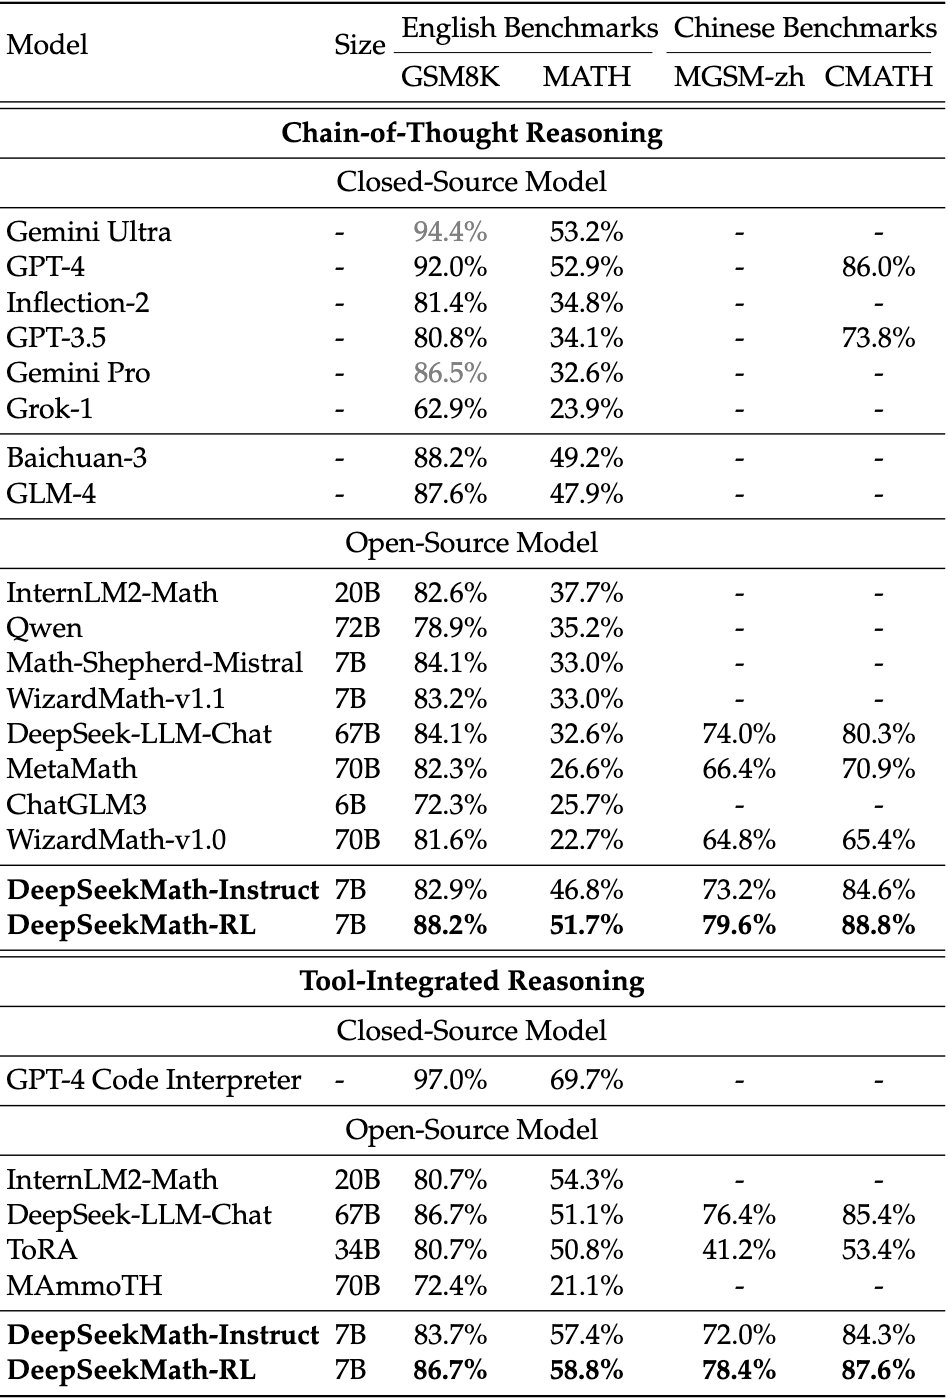 Model Size English Benchmarks Chinese Benchmarks
GSM8K MATH MGSM-zh CMATH
Chain-of-Thought Reasoning
Closed-Source Model
Gemini Ultra - 94.4% 53.2% - -
GPT-4 - 92.0% 52.9% - 86.0%
Inflection-2 - 81.4% 34.8% - -
GPT-3.5 - 80.8% 34.1% - 73.8%
Gemini Pro - 86.5% 32.6% - -
Grok-1 - 62.9% 23.9% - -
Baichuan-3 - 88.2% 49.2% - -
GLM-4 - 87.6% 47.9% - -
Open-Source Model
InternLM2-Math 20B 82.6% 37.7% - -
Qwen 72B 78.9% 35.2% - -
Math-Shepherd-Mistral 7B 84.1% 33.0% - -
WizardMath-v1.1 7B 83.2% 33.0% - -
DeepSeek-LLM-Chat 67B 84.1% 32.6% 74.0% 80.3%
MetaMath 70B 82.3% 26.6% 66.4% 70.9%
ChatGLM3 6B 72.3% 25.7% - -
WizardMath-v1.0 70B 81.6% 22.7% 64.8% 65.4%
DeepSeekMath-Instruct 7B 82.9% 46.8% 73.2% 84.6%
DeepSeekMath-RL 7B 88.2% 51.7% 79.6% 88.8%
Tool-Integrated Reasoning
Closed-Source Model
GPT-4 Code Interpreter - 97.0% 69.7% - -
Open-Source Model
InternLM2-Math 20B 80.7% 54.3% - -
DeepSeek-LLM-Chat 67B 86.7% 51.1% 76.4% 85.4%
ToRA 34B 80.7% 50.8% 41.2% 53.4%
MAmmoTH 70B 72.4% 21.1% - -
DeepSeekMath-Instruct 7B 83.7% 57.4% 72.0% 84.3%
DeepSeekMath-RL 7B 86.7% 58.8% 78.4% 87.6%